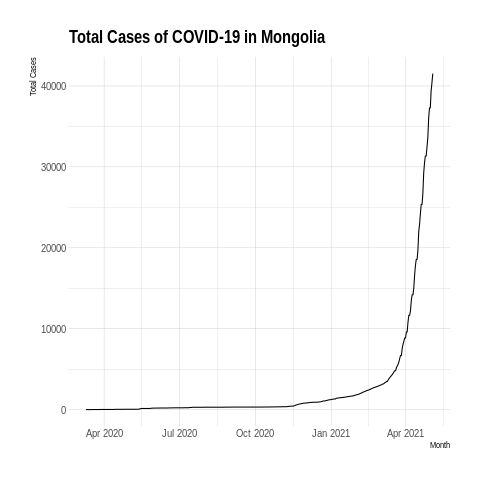 Total Cases of COVID-19 in Mongolia
Total Cases
40000
30000
20000
10000
0
Apr 2020 Jul 2020 Oct 2020 Jan 2021 Apr 2021
Month